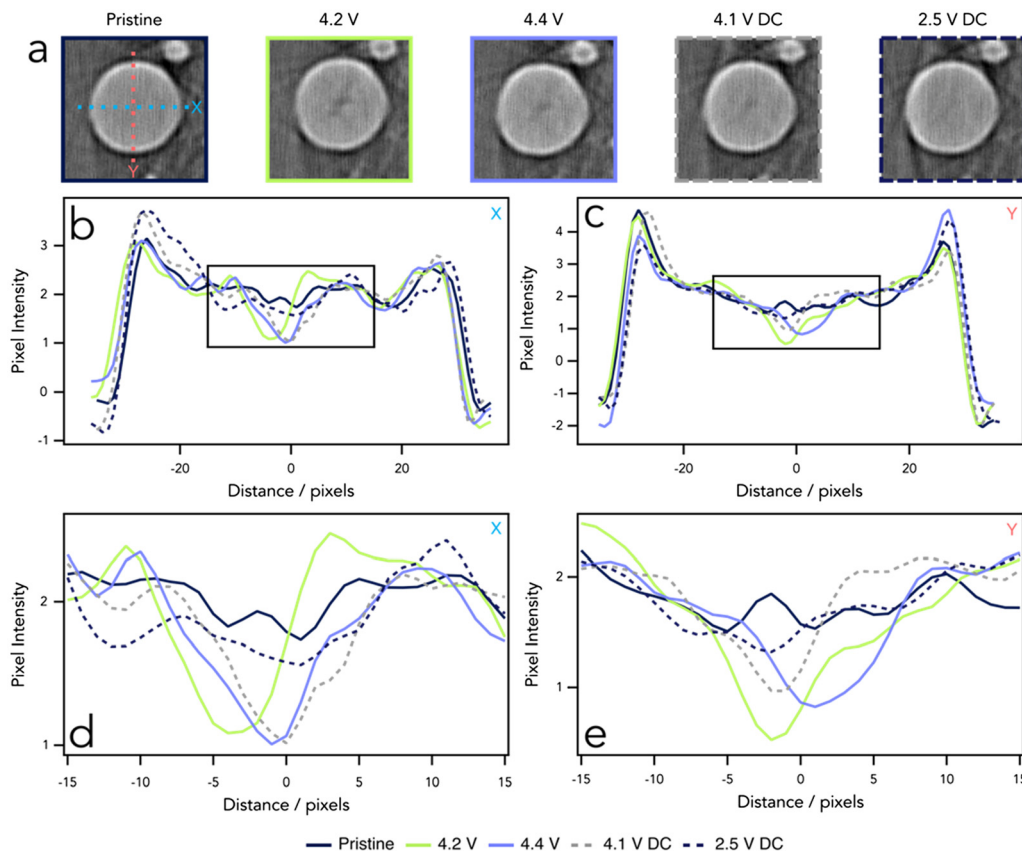 Pristine 4.2 V 4.4 V 4.1 V DC 2.5 V DC
a
X
Y
b X
Pixel Intensity
3
2
1
0
-1
-20 0 20
Distance / pixels
c Y
Pixel Intensity
4
3
2
1
0
-1
-2
-20 0 20
Distance / pixels
d X
Pixel Intensity
2
1
-15 -10 -5 0 5 10 15
Distance / pixels
e Y
Pixel Intensity
2
1
-15 -10 -5 0 5 10 15
Distance / pixels
Pristine 4.2 V 4.4 V 4.1 V DC 2.5 V DC